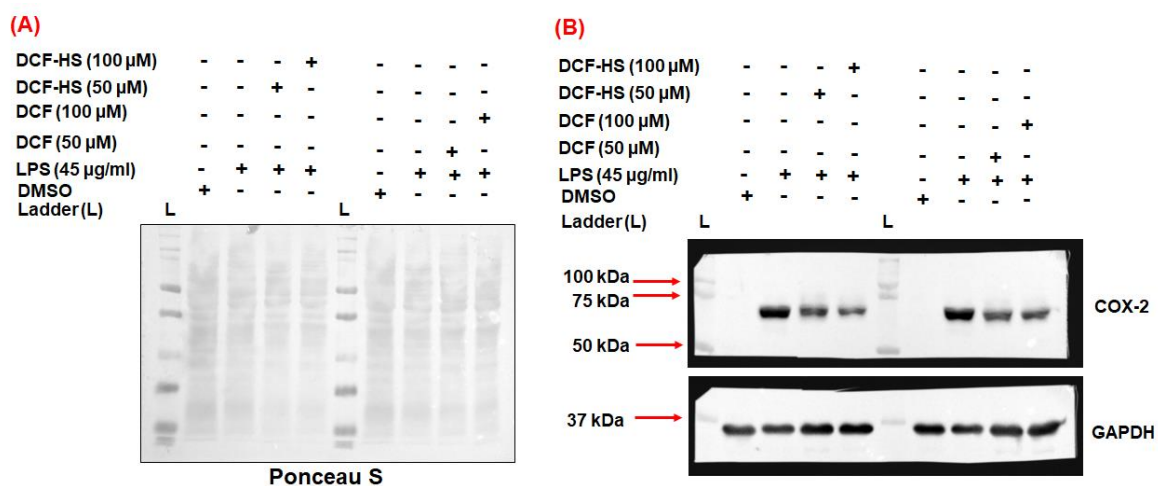 (A)
DCF-HS (100 µM) - - - + - - - -
DCF-HS (50 µM) - - + - - - - -
DCF (100 µM) - - - - - - - +
DCF (50 µM) - - - - - - + -
LPS (45 µg/ml) - + + + - + + +
DMSO + - - - + - - -
Ladder (L) L L
Ponceau S
(B)
DCF-HS (100 µM) - - - + - - - -
DCF-HS (50 µM) - - + - - - - -
DCF (100 µM) - - - - - - - +
DCF (50 µM) - - - - - - + -
LPS (45 µg/ml) - + + + - + + +
DMSO + - - - + - - -
Ladder (L) L L
100 kDa
75 kDa
COX-2
50 kDa
37 kDa
GAPDH